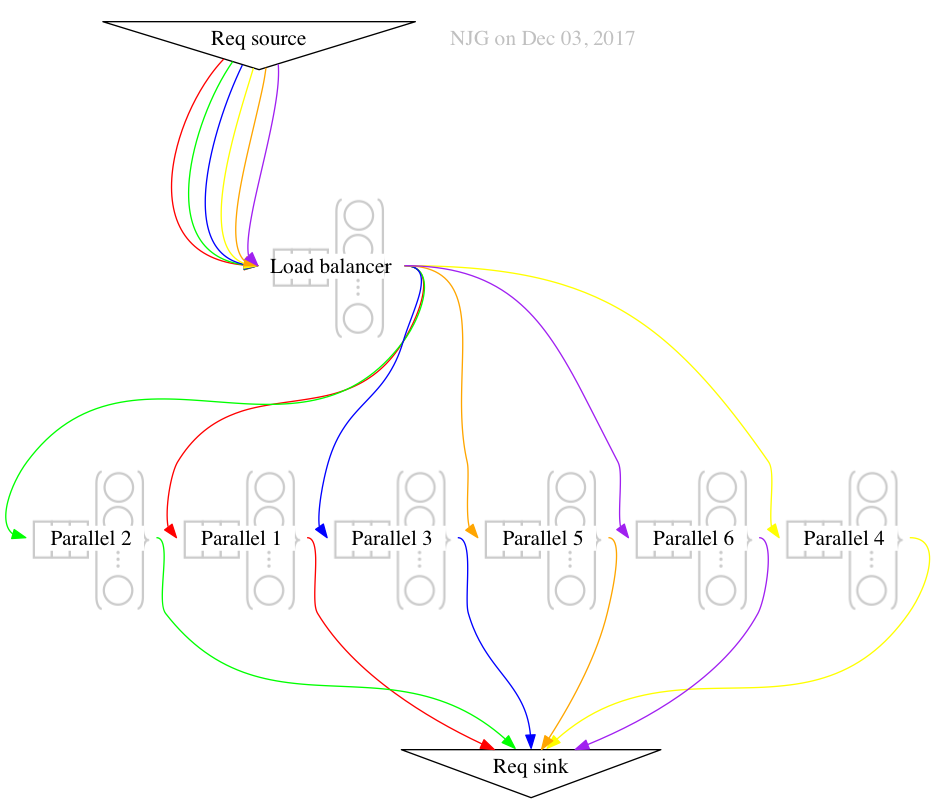 Req source
NJG on Dec 03, 2017
Load balancer
Parallel 2
Parallel 1
Parallel 3
Parallel 5
Parallel 6
Parallel 4
Req sink